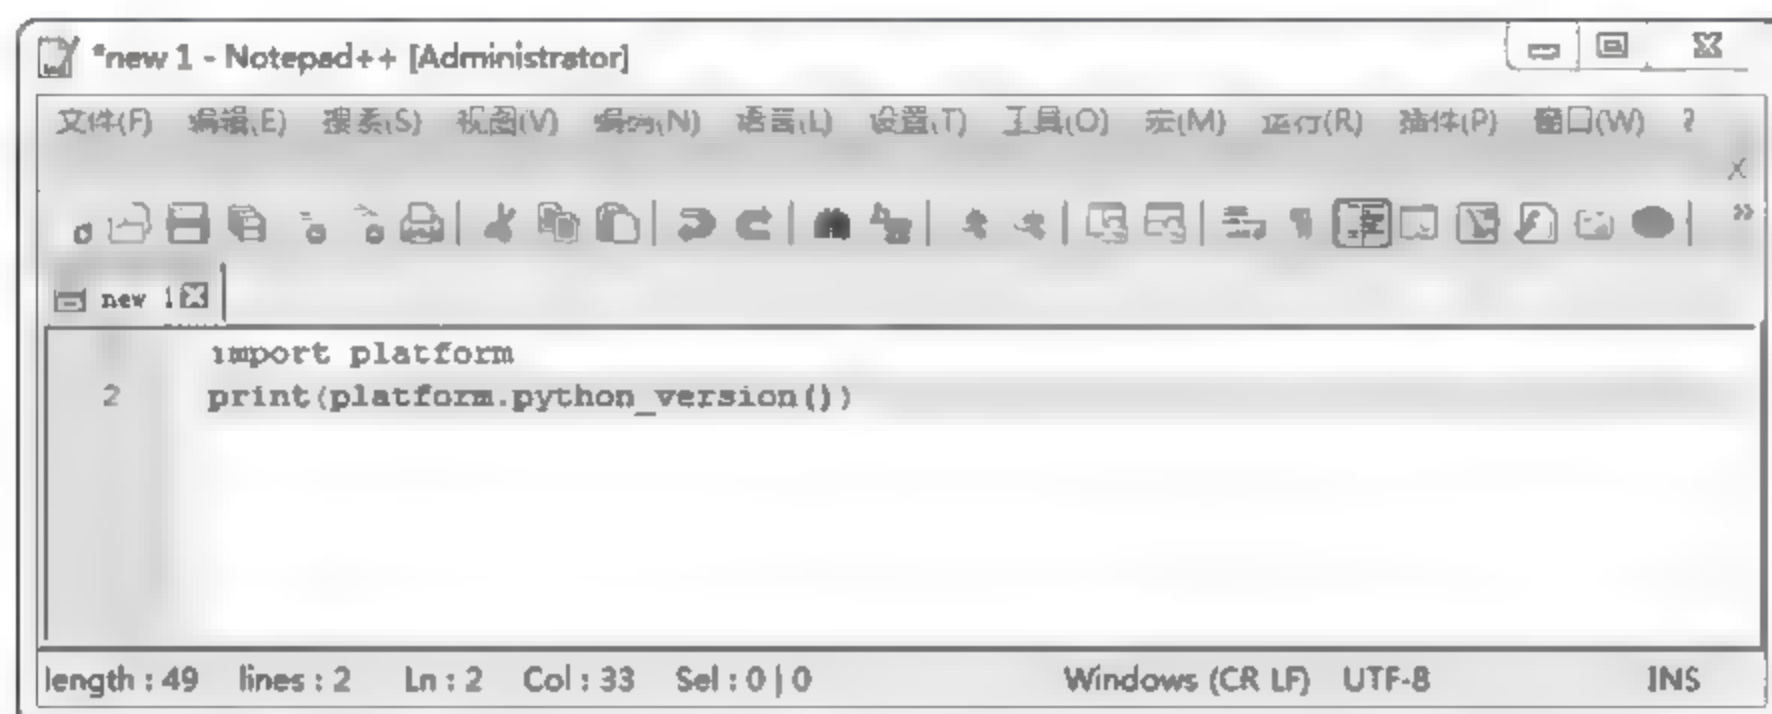 *new 1 - Notepad++ [Administrator]
文件(F) 编辑(E) 搜索(S) 视图(V) 编码(N) 语言(L) 设置(T) 工具(O) 宏(M) 运行(R) 插件(P) 窗口(W) ?
X
new 1
import platform
2 print(platform.python_version())
length : 49 lines : 2 Ln : 2 Col : 33 Sel : 0 | 0 Windows (CR LF) UTF-8 INS